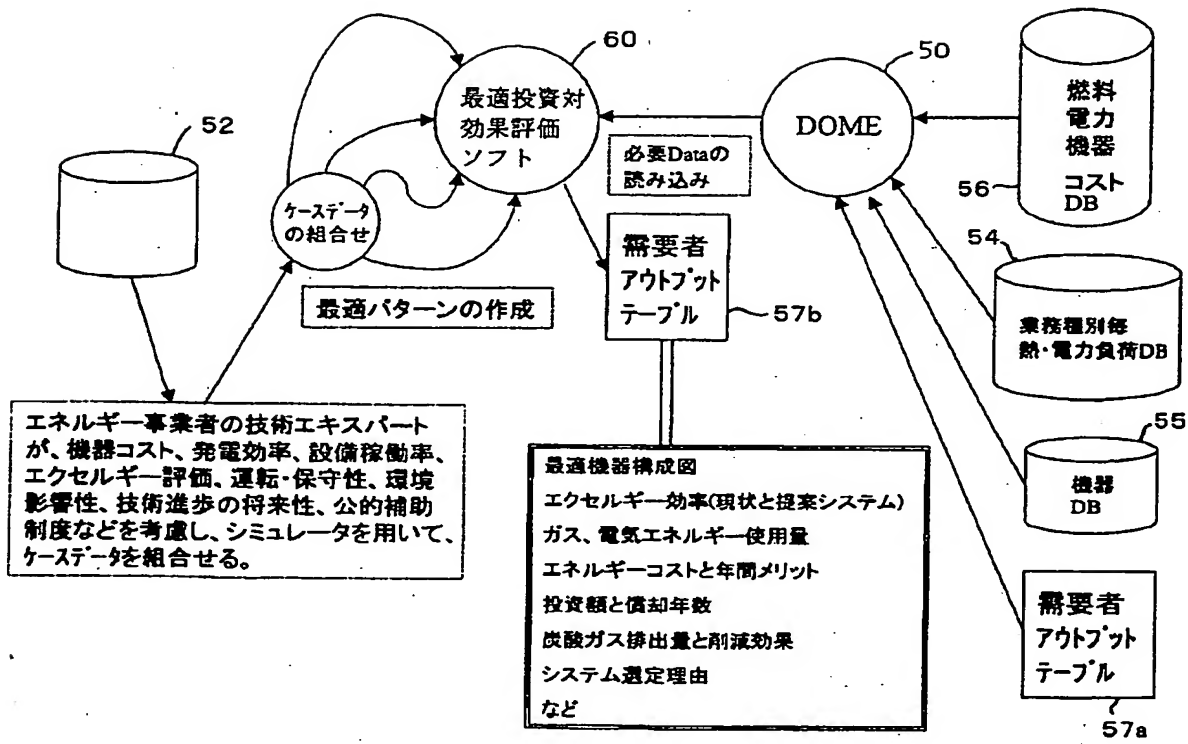 52
ケースデータ
の組合せ
60
最適投資対
効果評価
ソフト
50
DOME
必要Dataの
読み込み
燃料
電力
機器
コスト
DB
56
54
業務種別毎
熱・電力負荷DB
55
機器
DB
需要者
アウトプット
テーブル
57a
需要者
アウトプット
テーブル
57b
最適パターンの作成
エネルギー事業者の技術エキスパート
が、機器コスト、発電効率、設備稼働率、
エクセルギー評価、運転・保守性、環境
影響性、技術進歩の将来性、公的補助
制度などを考慮し、シミュレータを用いて、
ケースデータを組合せる。
最適機器構成図
エクセルギー効率(現状と提案システム)
ガス、電気エネルギー使用量
エネルギーコストと年間メリット
投資額と償却年数
炭酸ガス排出量と削減効果
システム選定理由
など